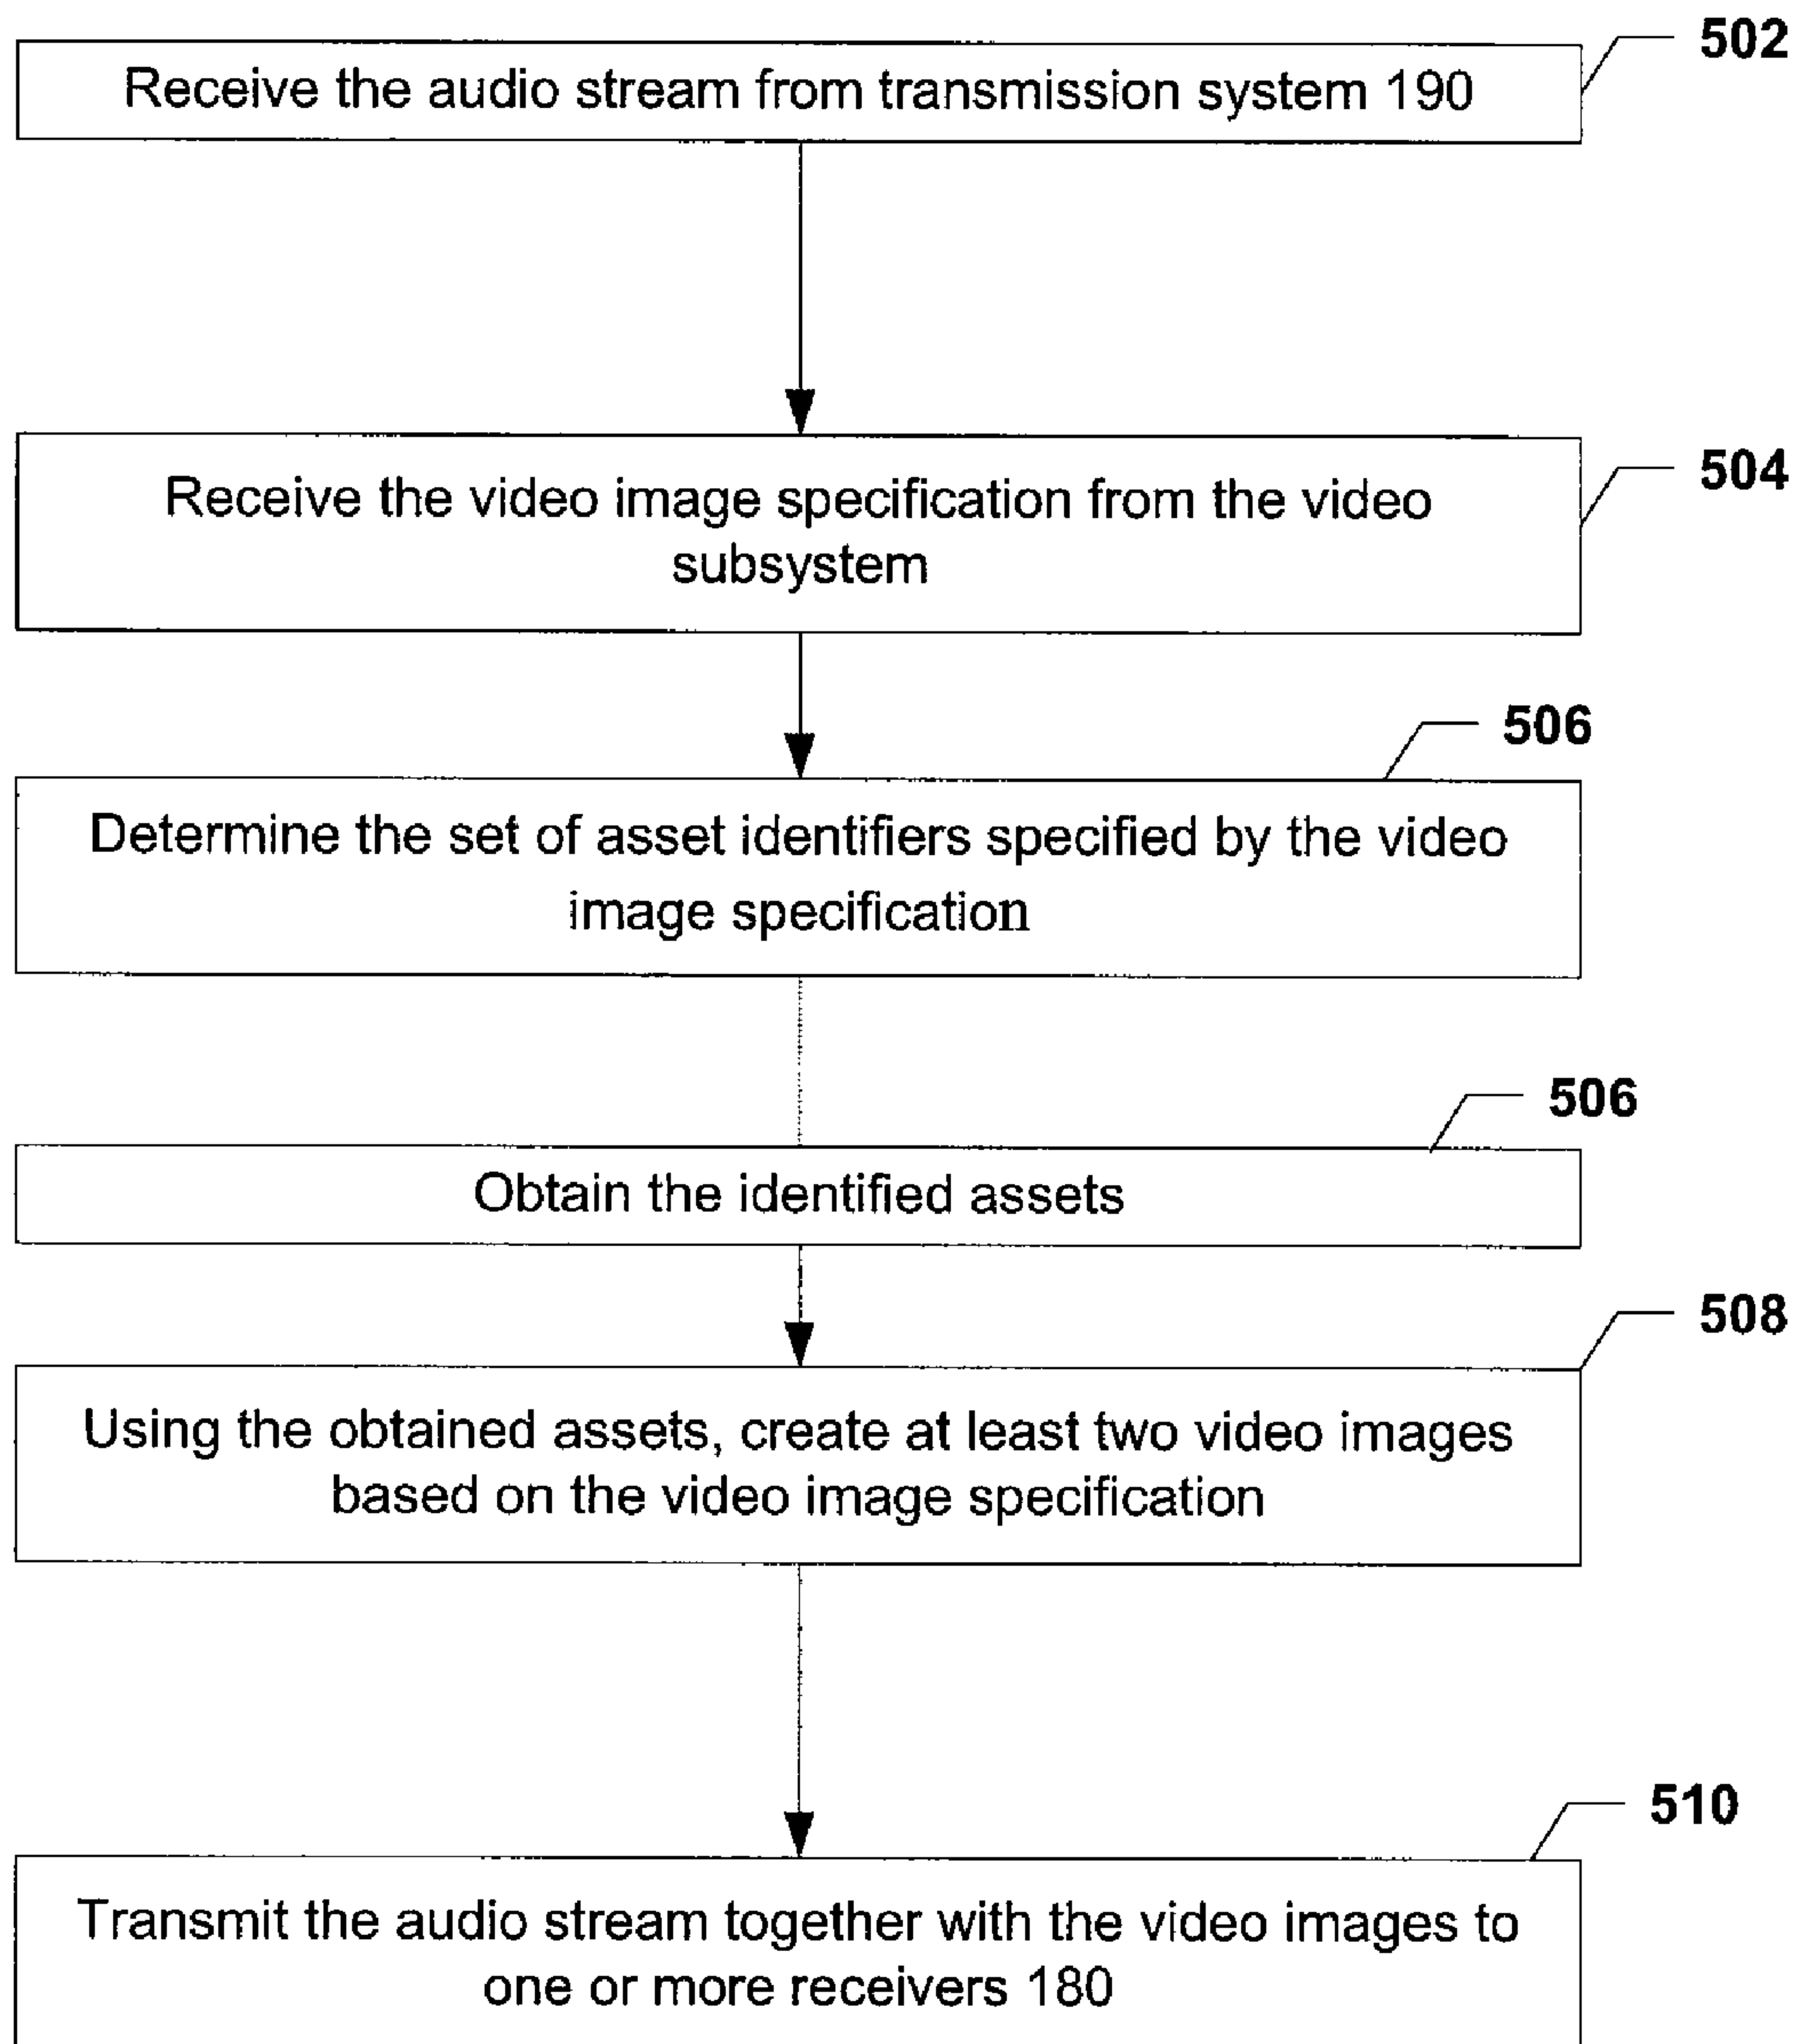 502
Receive the audio stream from transmission system 190
504
Receive the video image specification from the video
subsystem
506
Determine the set of asset identifiers specified by the video
image specification
506
Obtain the identified assets
508
Using the obtained assets, create at least two video images
based on the video image specification
510
Transmit the audio stream together with the video images to
one or more receivers 180